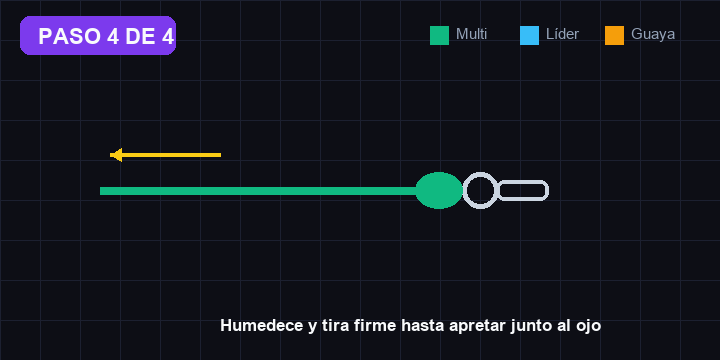 PASO 4 DE 4
Multi
Líder
Guaya
Humedece y tira firme hasta apretar junto al ojo